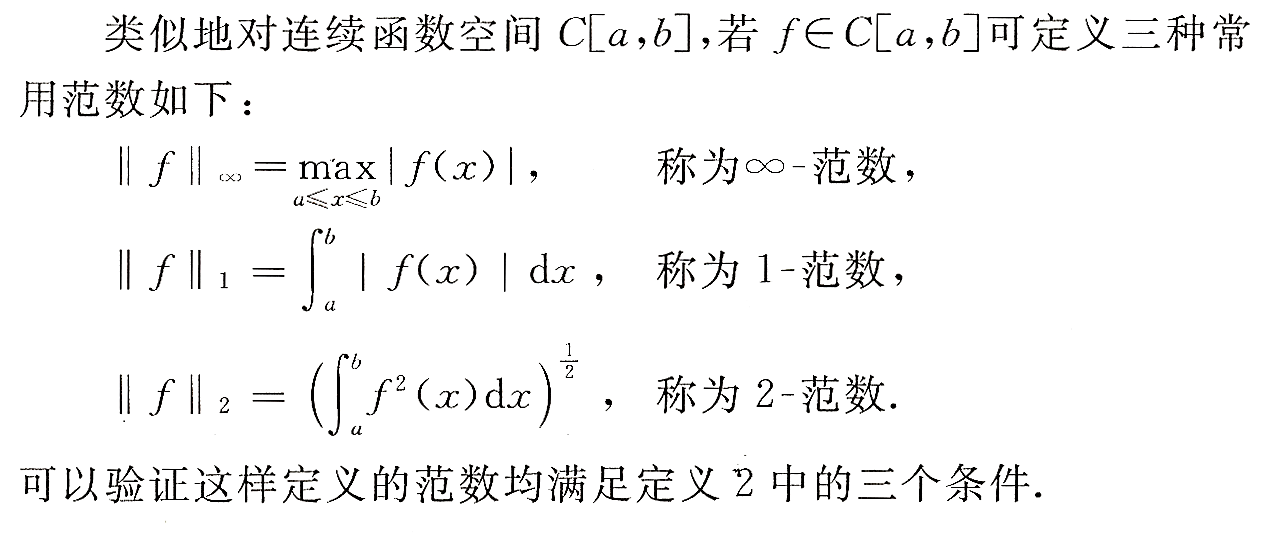 类似地对连续函数空间 C[a,b],若 f∈C[a,b]可定义三种常
用范数如下：
‖ f ‖∞ = max_{a≤x≤b} | f(x)|， 称为∞-范数，
‖ f ‖₁ = ∫_a^b | f(x) | dx ， 称为 1-范数，
‖ f ‖₂ = (∫_a^b f²(x)dx)^{1/2} ， 称为 2-范数.
可以验证这样定义的范数均满足定义 2 中的三个条件.